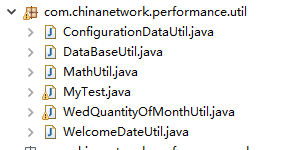 com.chinanetwork.performance.util
ConfigurationDataUtil.java
DataBaseUtil.java
MathUtil.java
MyTest.java
WedQuantityOfMonthUtil.java
WelcomeDateUtil.java